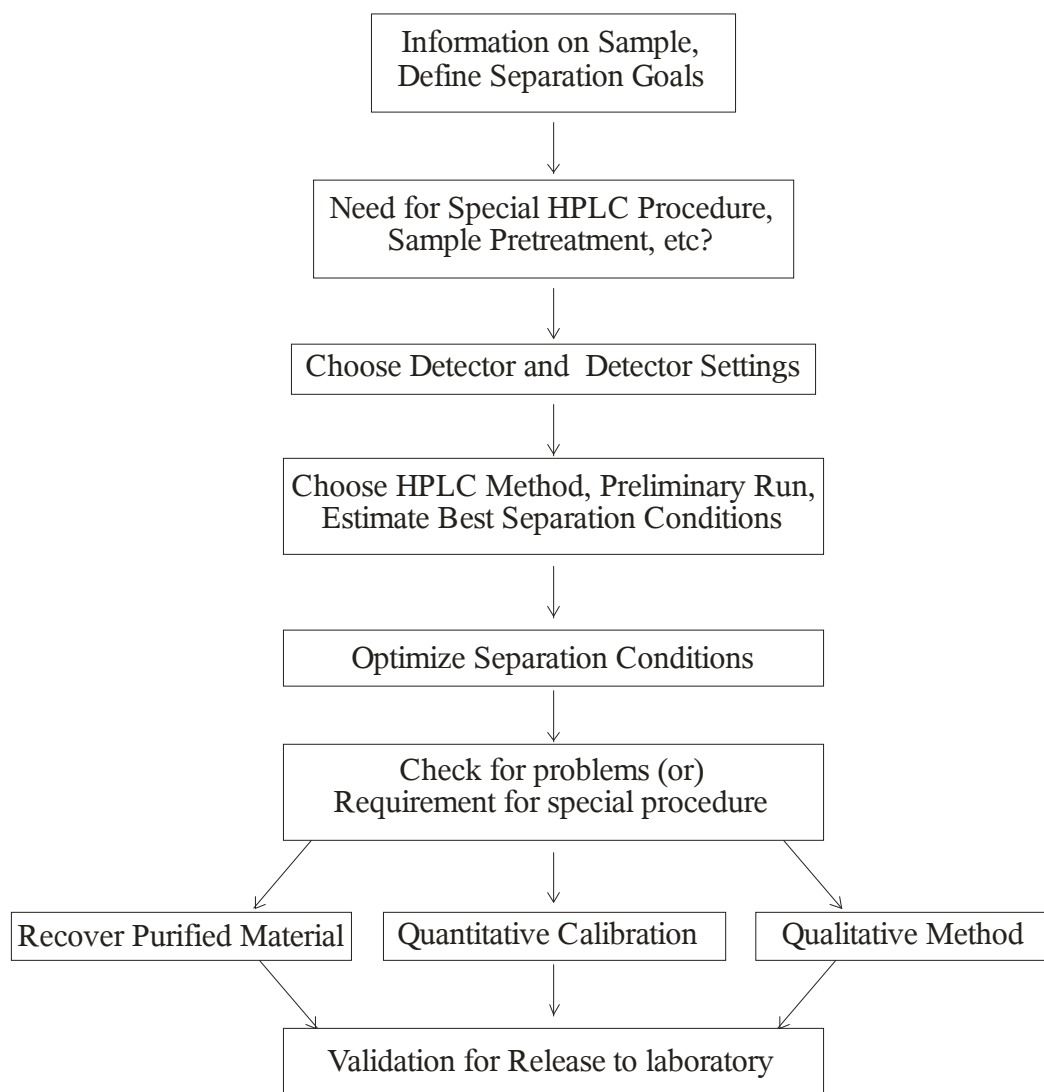 Information on Sample,
Define Separation Goals
Need for Special HPLC Procedure,
Sample Pretreatment, etc?
Choose Detector and Detector Settings
Choose HPLC Method, Preliminary Run,
Estimate Best Separation Conditions
Optimize Separation Conditions
Check for problems (or)
Requirement for special procedure
Recover Purified Material
Quantitative Calibration
Qualitative Method
Validation for Release to laboratory